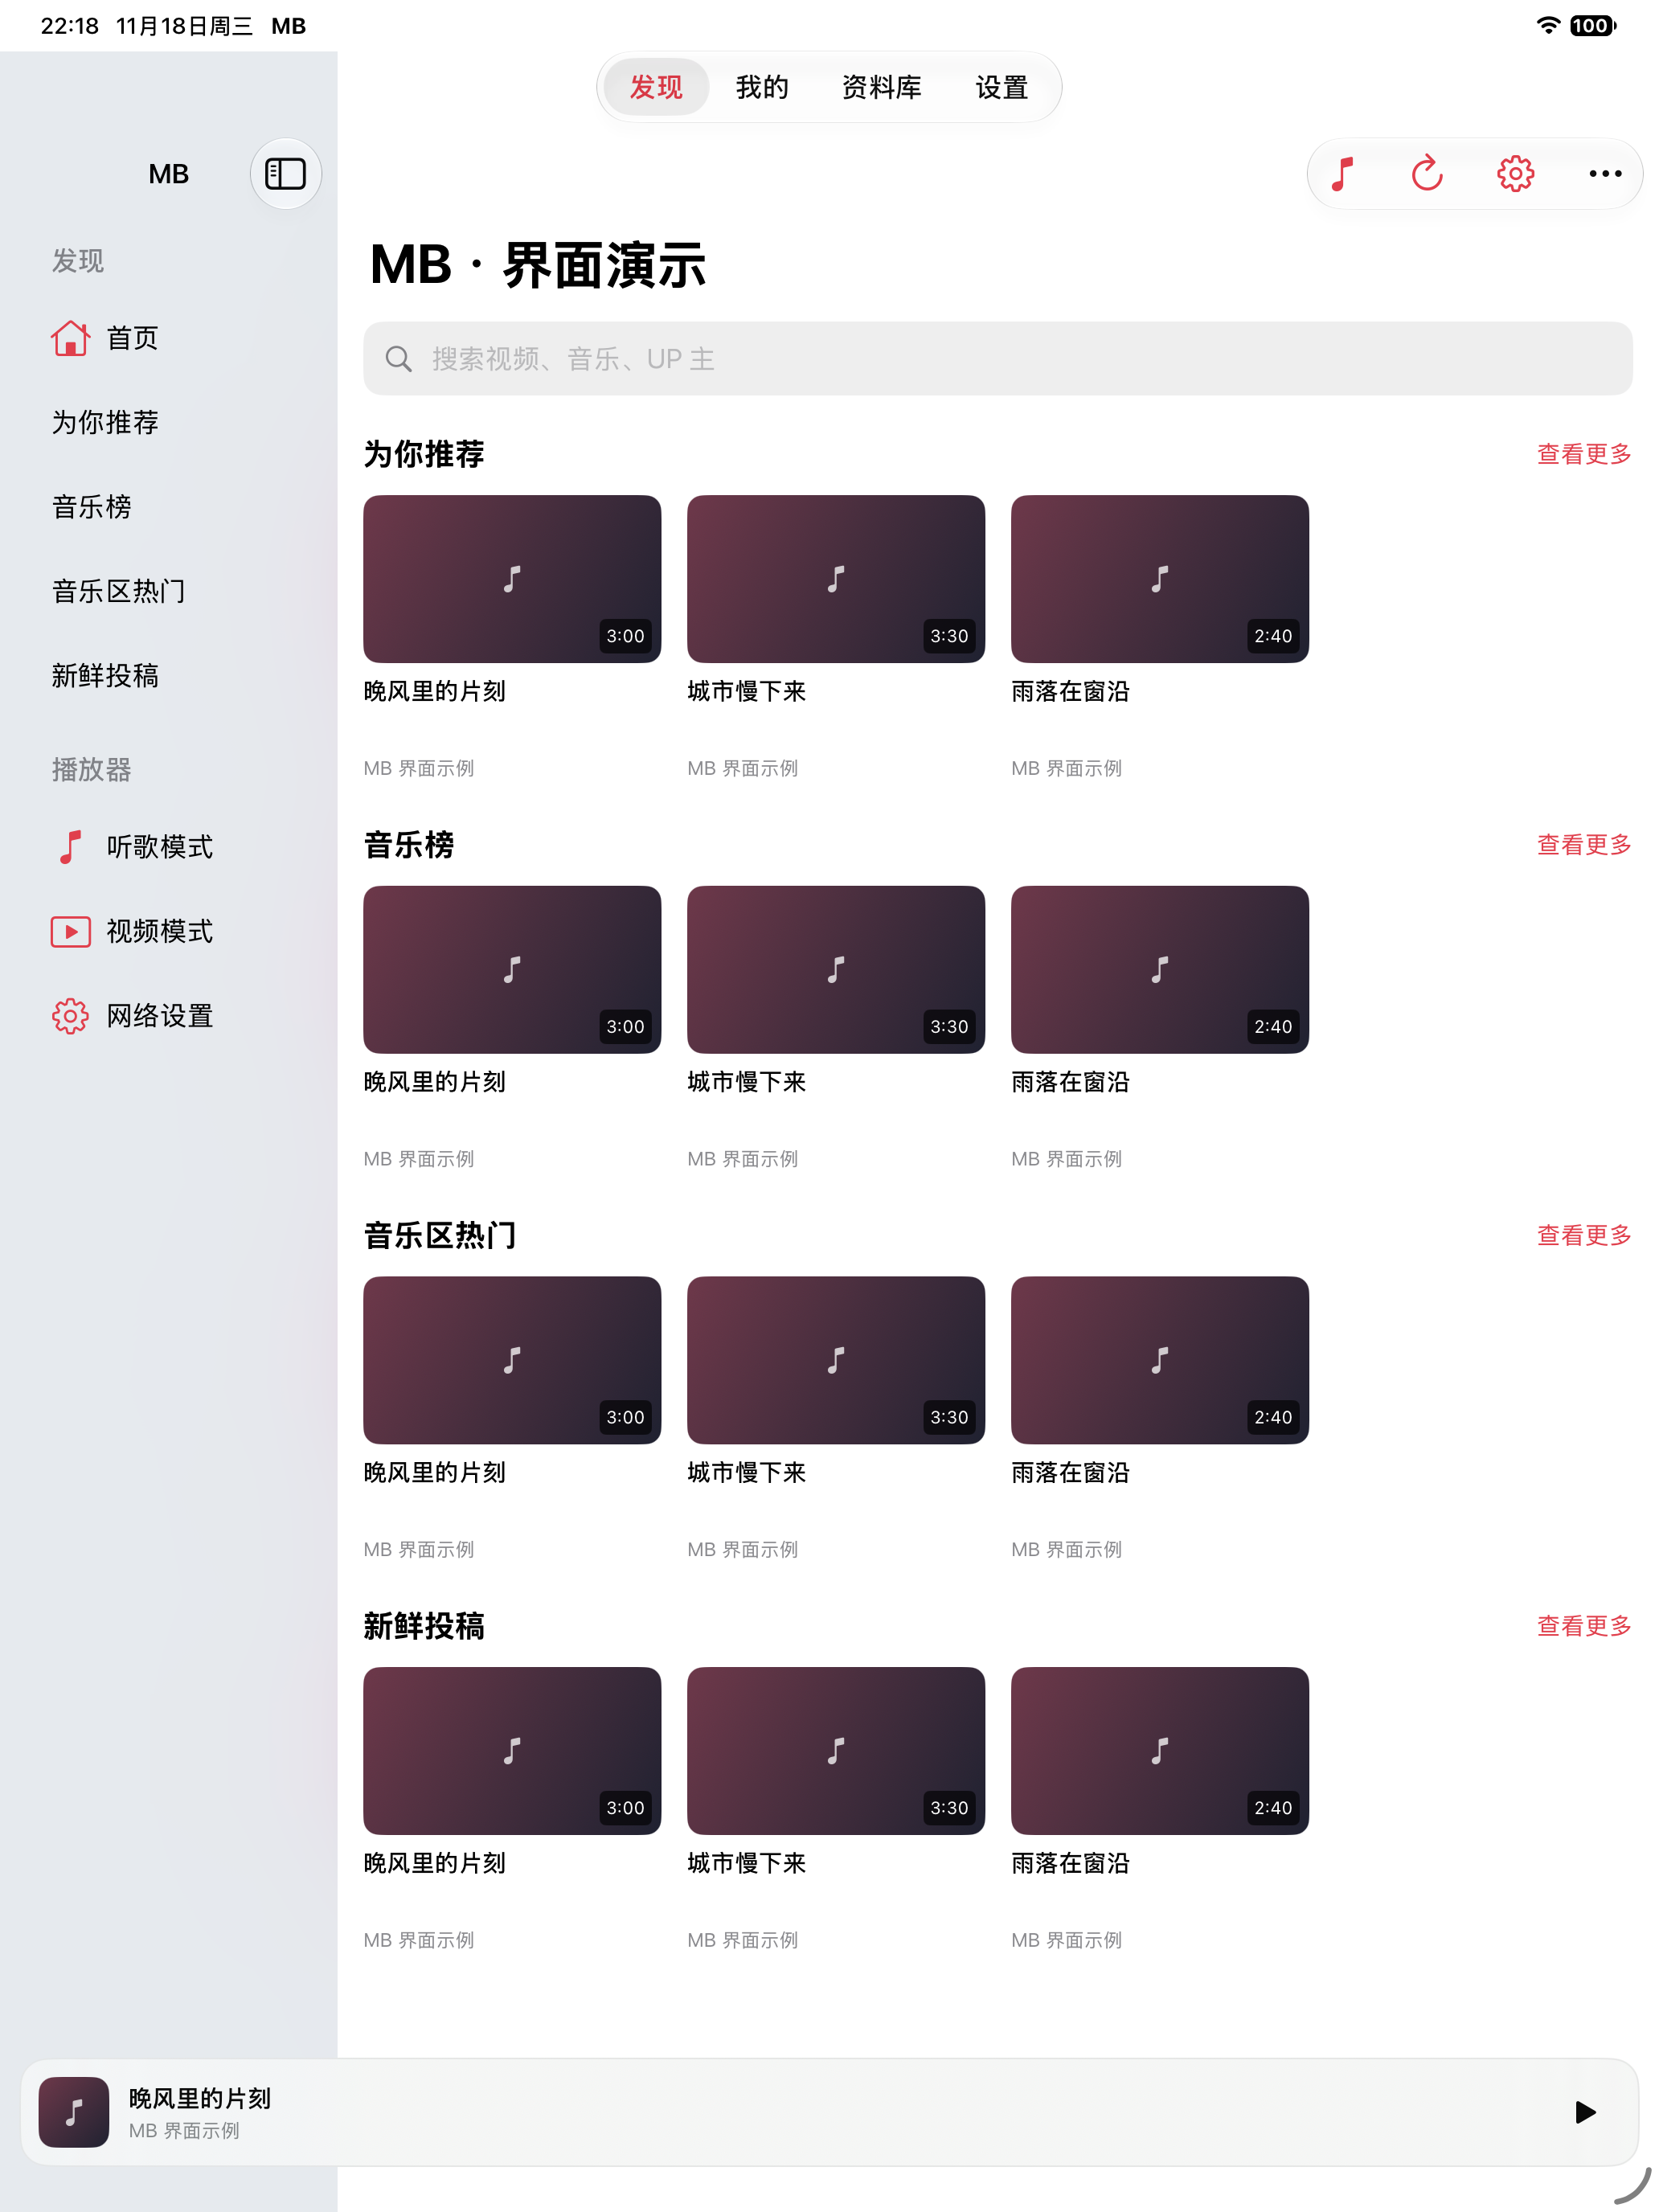 22:18 11月18日周三 MB
100
发现 我的 资料库 设置
MB
发现
首页
为你推荐
音乐榜
音乐区热门
新鲜投稿
播放器
听歌模式
视频模式
网络设置
MB · 界面演示
搜索视频、音乐、UP 主
为你推荐 查看更多
3:00 3:30 2:40
晚风里的片刻 城市慢下来 雨落在窗沿
MB 界面示例 MB 界面示例 MB 界面示例
音乐榜 查看更多
3:00 3:30 2:40
晚风里的片刻 城市慢下来 雨落在窗沿
MB 界面示例 MB 界面示例 MB 界面示例
音乐区热门 查看更多
3:00 3:30 2:40
晚风里的片刻 城市慢下来 雨落在窗沿
MB 界面示例 MB 界面示例 MB 界面示例
新鲜投稿 查看更多
3:00 3:30 2:40
晚风里的片刻 城市慢下来 雨落在窗沿
MB 界面示例 MB 界面示例 MB 界面示例
晚风里的片刻
MB 界面示例